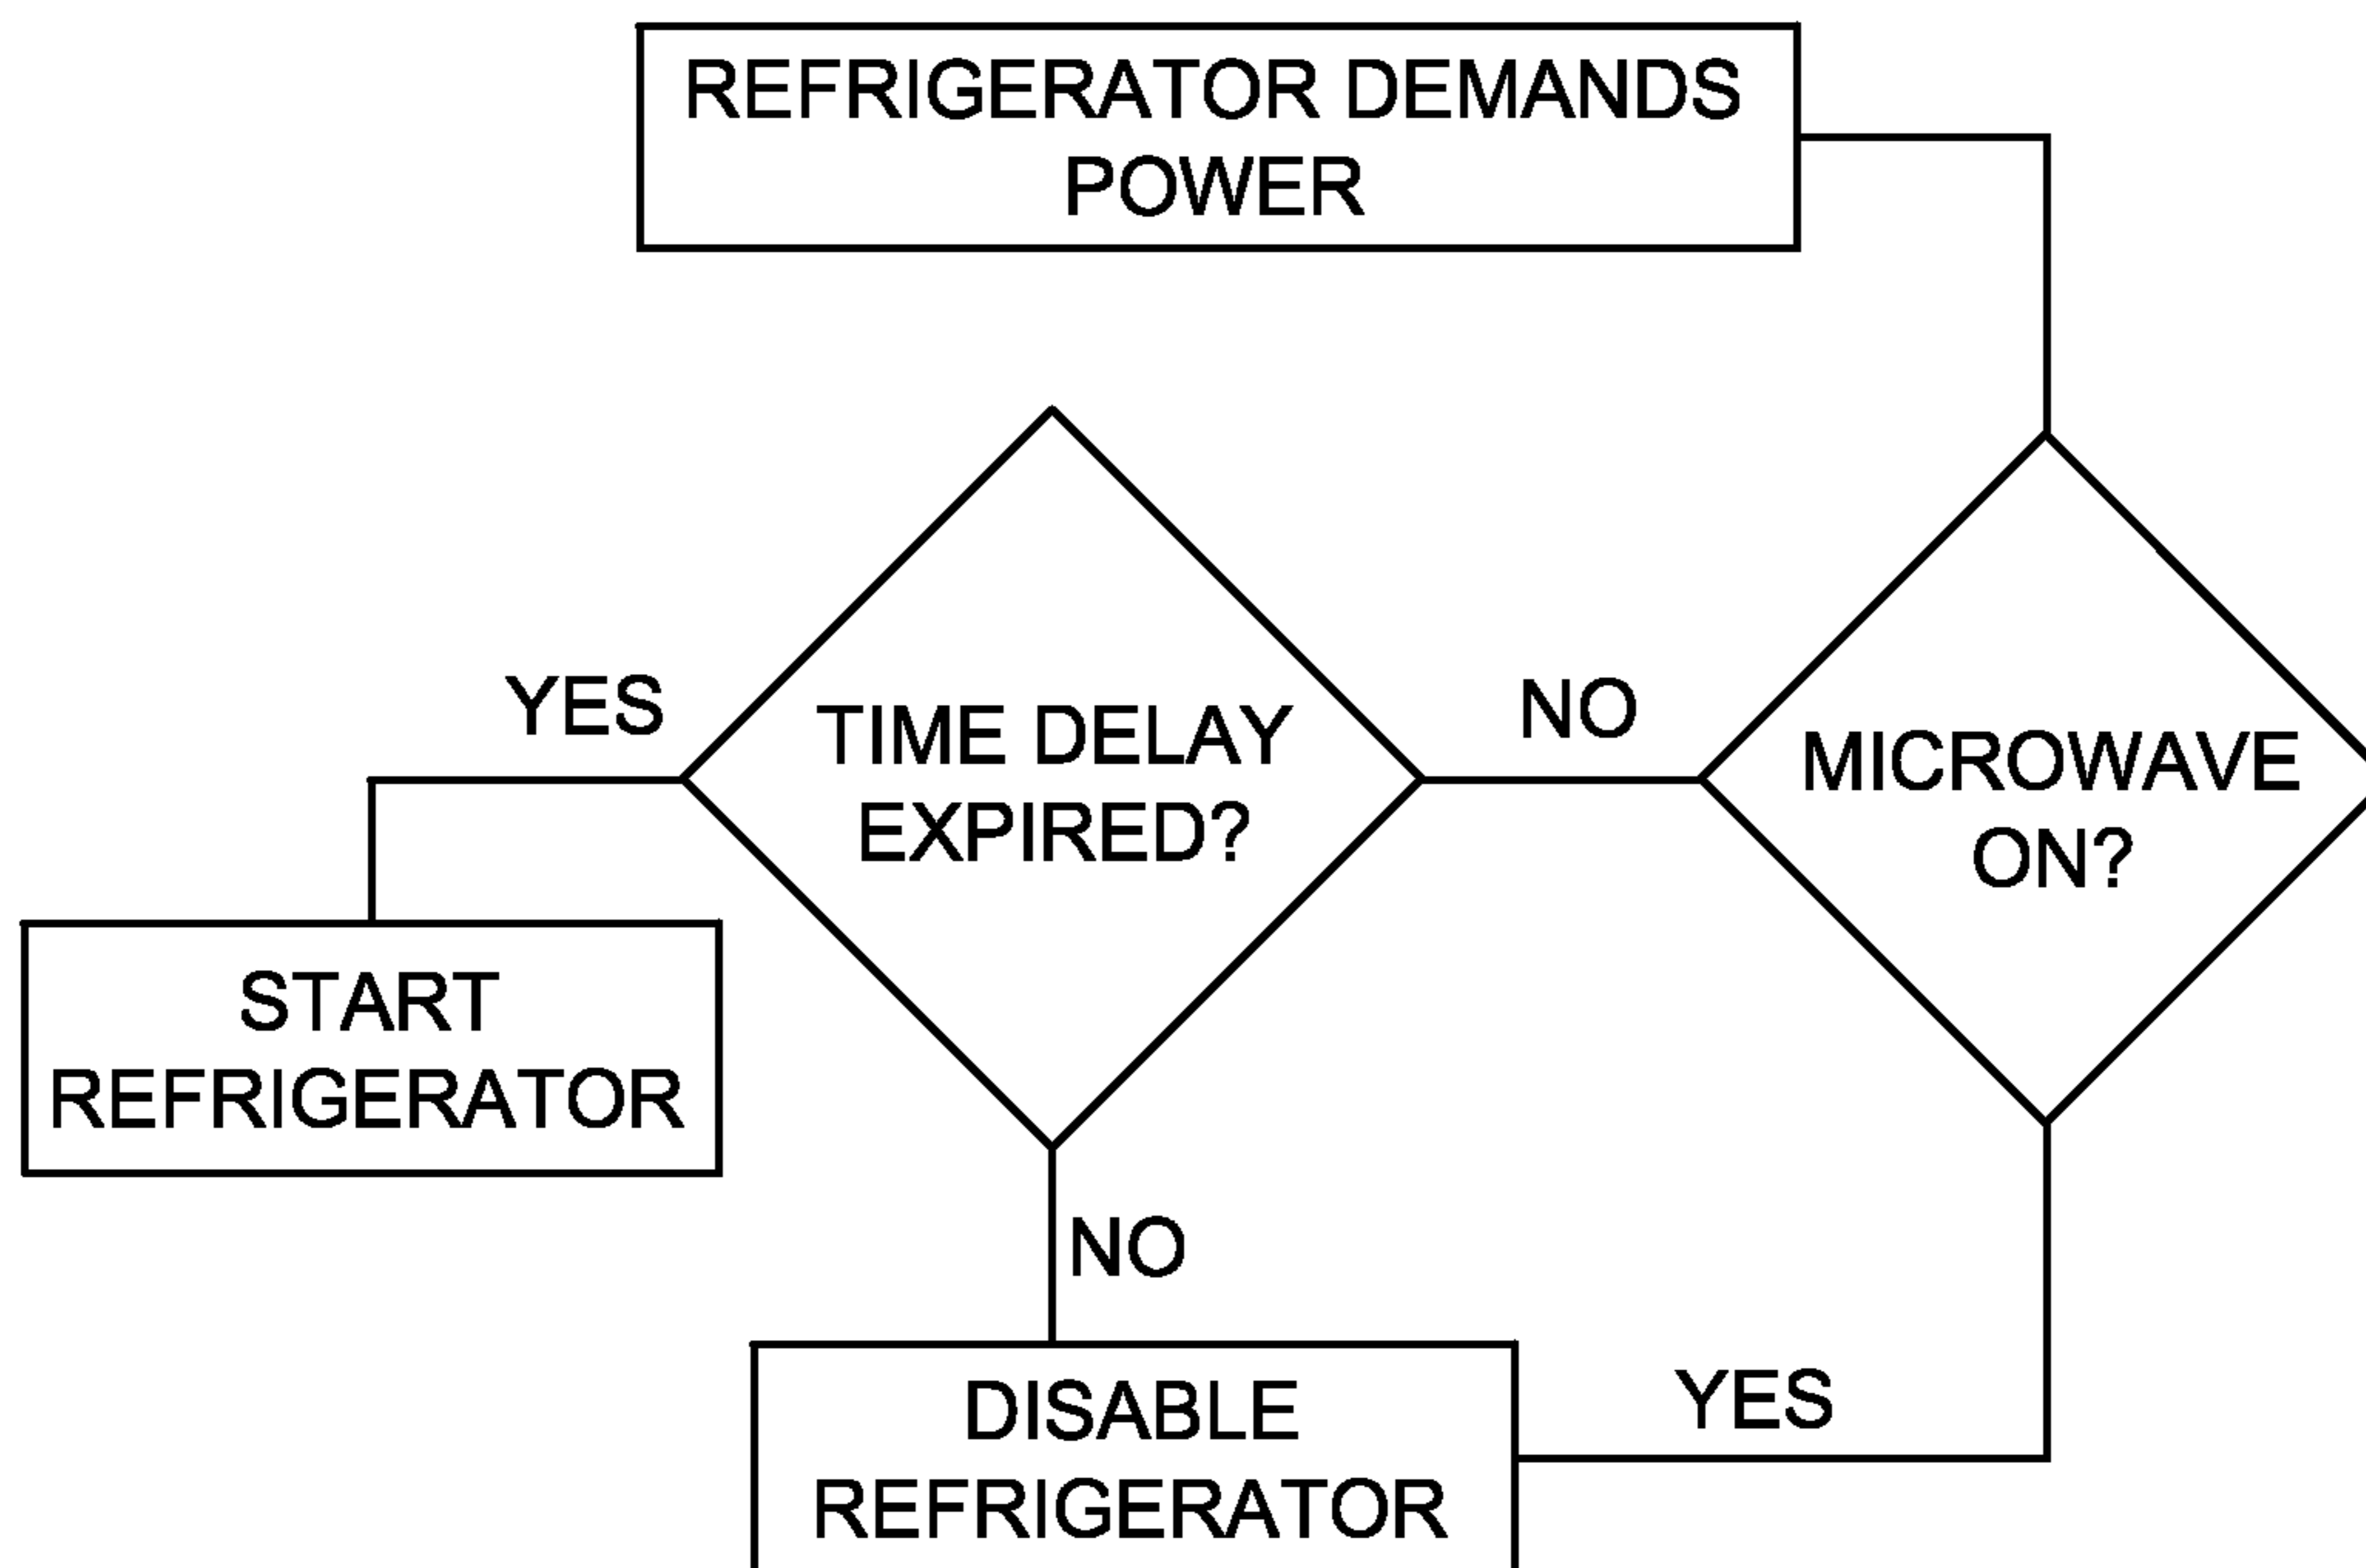 REFRIGERATOR DEMANDS
POWER
YES
TIME DELAY
EXPIRED?
NO
MICROWAVE
ON?
START
REFRIGERATOR
NO
DISABLE
REFRIGERATOR
YES